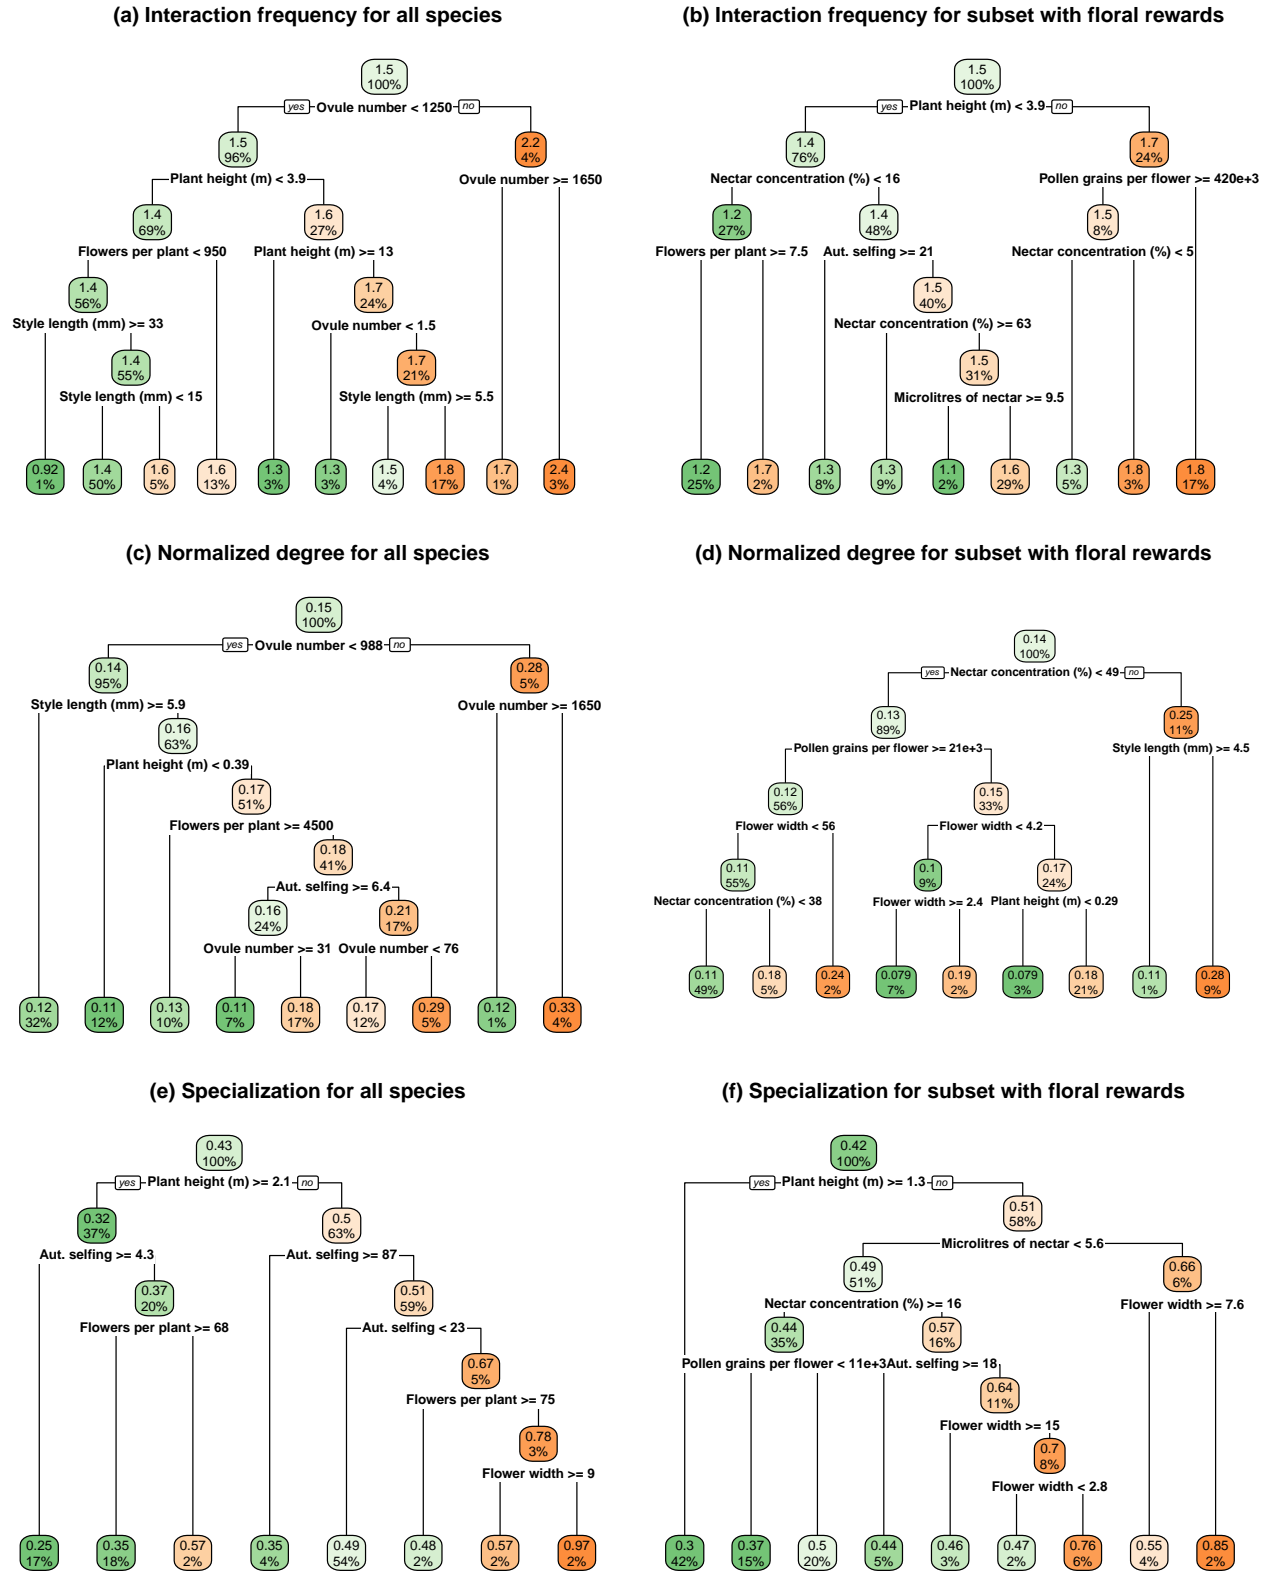 (a) Interaction frequency for all species
1.5
100%
yes Ovule number < 1250 no
1.5
96%
2.2
4%
Plant height (m) < 3.9
Ovule number >= 1650
1.4
69%
1.6
27%
Flowers per plant < 950
Plant height (m) >= 13
1.4
56%
1.7
24%
Style length (mm) >= 33
Ovule number < 1.5
1.4
55%
1.7
21%
Style length (mm) < 15
Style length (mm) >= 5.5
0.92 1.4 1.6 1.6 1.3 1.3 1.5 1.8 1.7 2.4
1% 50% 5% 13% 3% 3% 4% 17% 1% 3%
(b) Interaction frequency for subset with floral rewards
1.5
100%
yes Plant height (m) < 3.9 no
1.4
76%
1.7
24%
Nectar concentration (%) < 16
Pollen grains per flower >= 420e+3
1.2
27%
1.4
48%
1.5
8%
Flowers per plant >= 7.5
Aut. selfing >= 21
Nectar concentration (%) < 5
1.5
40%
Nectar concentration (%) >= 63
1.5
31%
Microlitres of nectar >= 9.5
1.2 1.7 1.3 1.3 1.1 1.6 1.3 1.8 1.8
25% 2% 8% 9% 2% 29% 5% 3% 17%
(c) Normalized degree for all species
0.15
100%
yes Ovule number < 988 no
0.14
95%
0.28
5%
Style length (mm) >= 5.9
Ovule number >= 1650
0.16
63%
Plant height (m) < 0.39
0.17
51%
Flowers per plant >= 4500
0.18
41%
Aut. selfing >= 6.4
0.16
24%
0.21
17%
Ovule number >= 31
Ovule number < 76
0.12 0.11 0.13 0.11 0.18 0.17 0.29 0.12 0.33
32% 12% 10% 7% 17% 12% 5% 1% 4%
(d) Normalized degree for subset with floral rewards
0.14
100%
yes Nectar concentration (%) < 49 no
0.13
89%
0.25
11%
Pollen grains per flower >= 21e+3
Style length (mm) >= 4.5
0.12
56%
0.15
33%
Flower width < 56
Flower width < 4.2
0.11
55%
0.1
9%
0.17
24%
Nectar concentration (%) < 38
Flower width >= 2.4
Plant height (m) < 0.29
0.11 0.18 0.24 0.079 0.19 0.079 0.18 0.11 0.28
49% 5% 2% 7% 2% 3% 21% 1% 9%
(e) Specialization for all species
0.43
100%
yes Plant height (m) >= 2.1 no
0.32
37%
0.5
63%
Aut. selfing >= 4.3
Aut. selfing >= 87
0.37
20%
0.51
59%
Flowers per plant >= 68
Aut. selfing < 23
0.67
5%
Flowers per plant >= 75
0.78
3%
Flower width >= 9
0.25 0.35 0.57 0.35 0.49 0.48 0.57 0.97
17% 18% 2% 4% 54% 2% 2% 2%
(f) Specialization for subset with floral rewards
0.42
100%
yes Plant height (m) >= 1.3 no
0.51
58%
Microlitres of nectar < 5.6
0.49
51%
0.66
6%
Nectar concentration (%) >= 16
Flower width >= 7.6
0.44
35%
0.57
16%
Pollen grains per flower < 11e+3
Aut. selfing >= 18
0.64
11%
Flower width >= 15
0.7
8%
Flower width < 2.8
0.3 0.37 0.5 0.44 0.46 0.47 0.76 0.55 0.85
42% 15% 20% 5% 3% 2% 6% 4% 2%